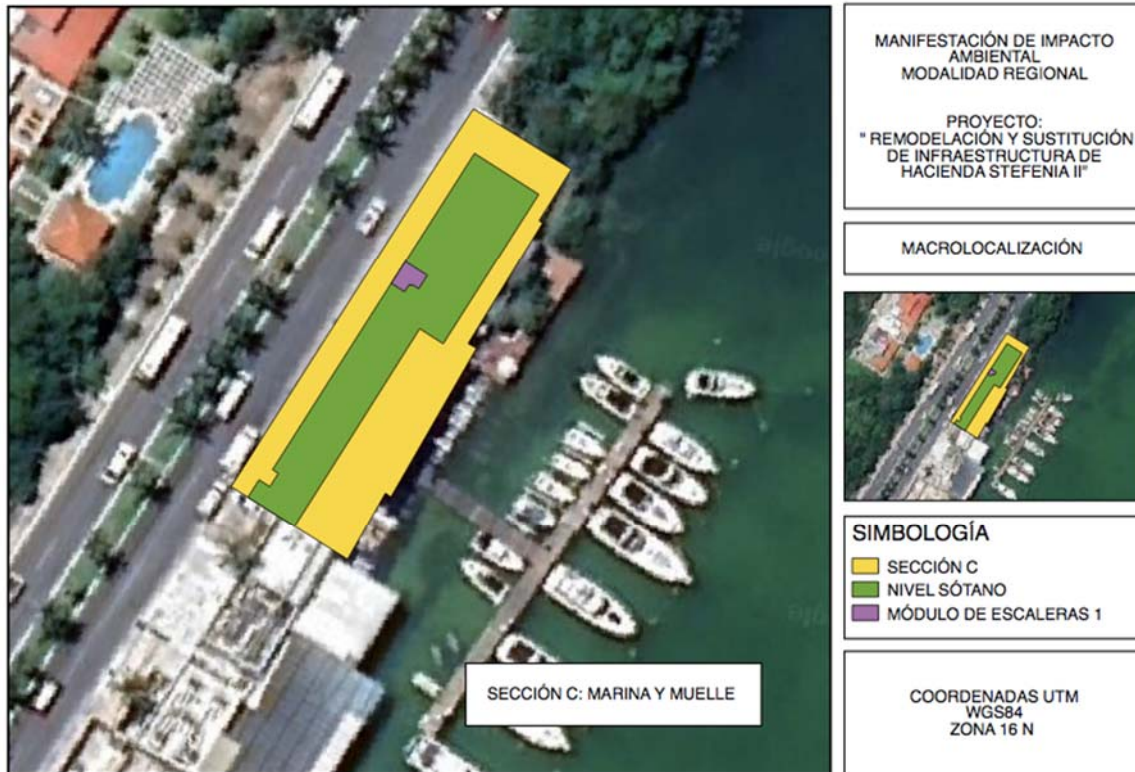 MANIFESTACIÓN DE IMPACTO
AMBIENTAL
MODALIDAD REGIONAL
PROYECTO:
" REMODELACIÓN Y SUSTITUCIÓN
DE INFRAESTRUCTURA DE
HACIENDA STEFENIA II"
MACROLOCALIZACIÓN
SIMBOLOGÍA
SECCIÓN C
NIVEL SÓTANO
MÓDULO DE ESCALERAS 1
SECCIÓN C: MARINA Y MUELLE
COORDENADAS UTM
WGS84
ZONA 16 N